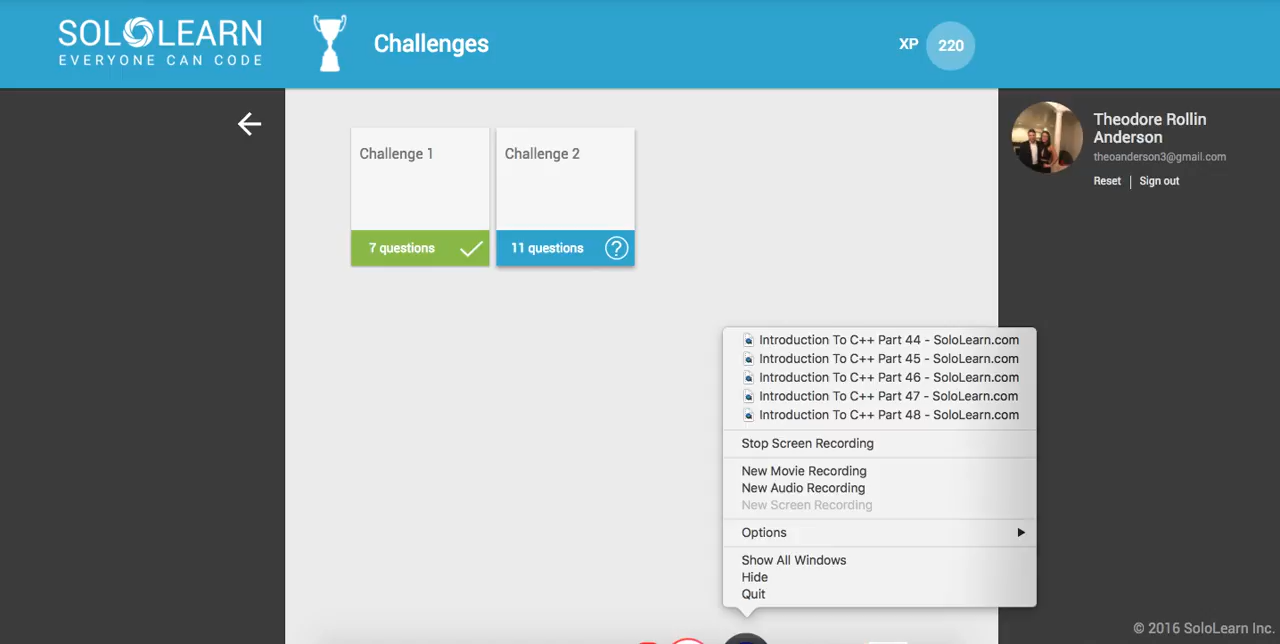 SOLOLEARN
EVERYONE CAN CODE
Challenges
XP 220
Theodore Rollin
Anderson
theoanderson3@gmail.com
Reset | Sign out
Challenge 1
7 questions
Challenge 2
11 questions ?
Introduction To C++ Part 44 - SoloLearn.com
Introduction To C++ Part 45 - SoloLearn.com
Introduction To C++ Part 46 - SoloLearn.com
Introduction To C++ Part 47 - SoloLearn.com
Introduction To C++ Part 48 - SoloLearn.com
Stop Screen Recording
New Movie Recording
New Audio Recording
New Screen Recording
Options
Show All Windows
Hide
Quit
© 2016 SoloLearn Inc.